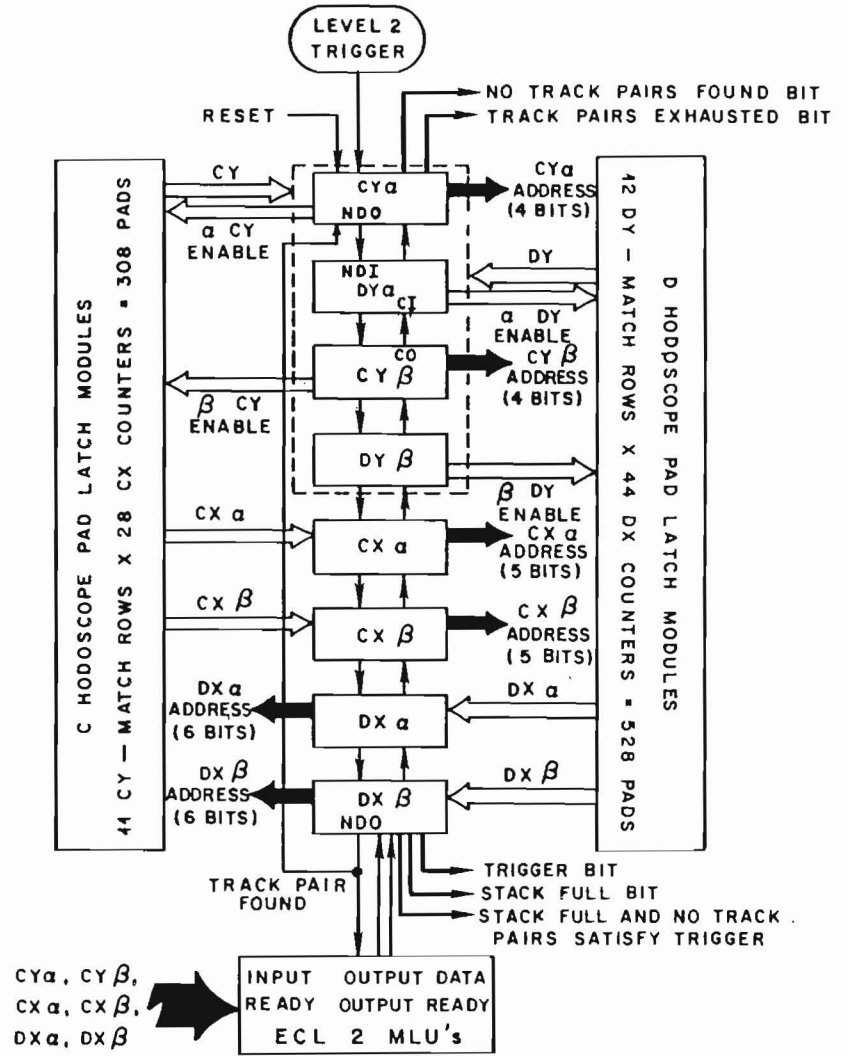 LEVEL 2
TRIGGER
NO TRACK PAIRS FOUND BIT
RESET
TRACK PAIRS EXHAUSTED BIT
C HODOSCOPE PAD LATCH MODULES
11 CY — MATCH ROWS X 28 CX COUNTERS = 308 PADS
CY
α CY
ENABLE
CYα
NDO
CYα
ADDRESS
(4 BITS)
NDI
DYα
CI
DY
α DY
ENABLE
CO
CY β
CY β
ADDRESS
(4 BITS)
β CY
ENABLE
DY β
β DY
ENABLE
CX α
CX α
CX α
ADDRESS
(5 BITS)
CX β
CX β
CX β
ADDRESS
(5 BITS)
DX α
ADDRESS
(6 BITS)
DX α
DX α
DX β
ADDRESS
(6 BITS)
DX β
NDO
DX β
D HODOSCOPE PAD LATCH MODULES
12 DY — MATCH ROWS X 44 DX COUNTERS = 528 PADS
TRACK PAIR
FOUND
TRIGGER BIT
STACK FULL BIT
STACK FULL AND NO TRACK
PAIRS SATISFY TRIGGER
CYα, CY β,
CXα, CX β,
DXα, DX β
INPUT OUTPUT DATA
READY OUTPUT READY
ECL 2 MLU's